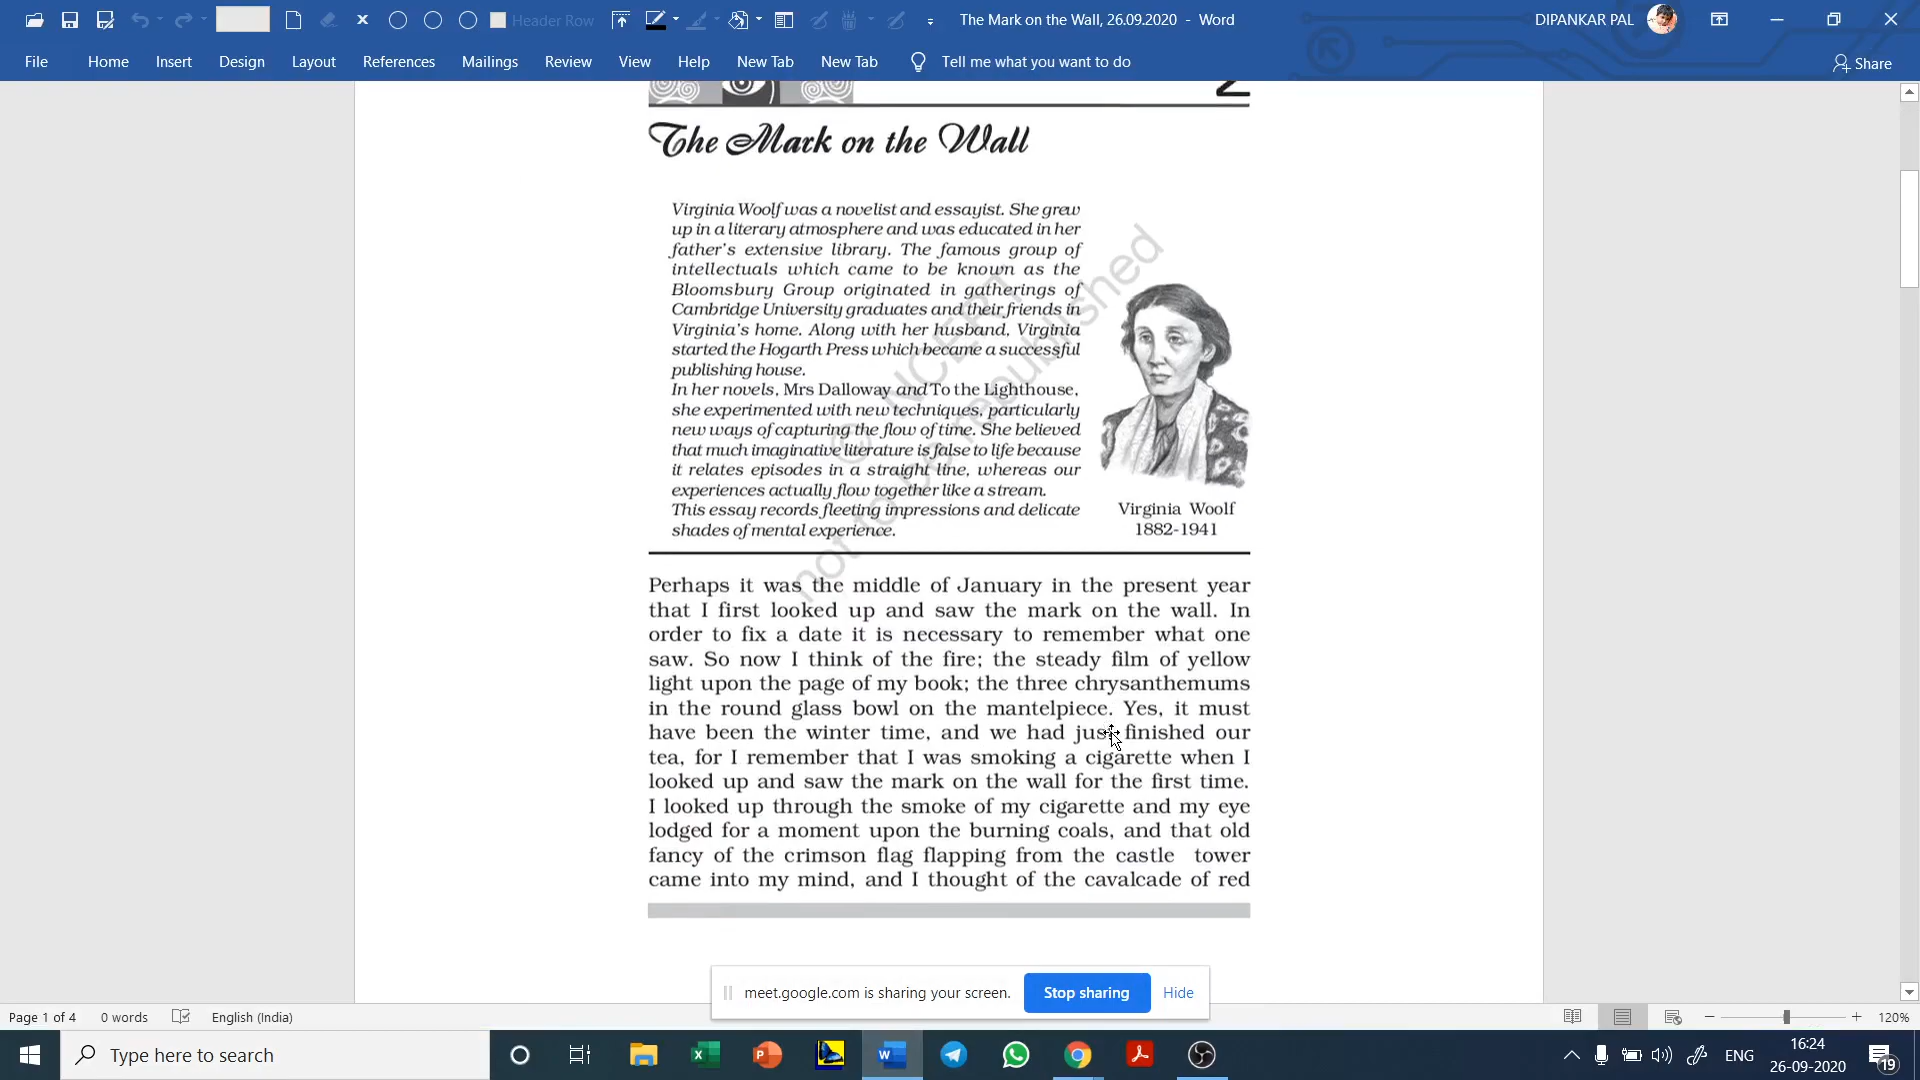 Header Row
The Mark on the Wall, 26.09.2020 - Word
DIPANKAR PAL
File Home Insert Design Layout References Mailings Review View Help New Tab New Tab Tell me what you want to do
Share
The Mark on the Wall
Virginia Woolf was a novelist and essayist. She grew
up in a literary atmosphere and was educated in her
father's extensive library. The famous group of
intellectuals which came to be known as the
Bloomsbury Group originated in gatherings of
Cambridge University graduates and their friends in
Virginia's home. Along with her husband, Virginia
started the Hogarth Press which became a successful
publishing house.
In her novels, Mrs Dalloway and To the Lighthouse,
she experimented with new techniques, particularly
new ways of capturing the flow of time. She believed
that much imaginative literature is false to life because
it relates episodes in a straight line, whereas our
experiences actually flow together like a stream.
This essay records fleeting impressions and delicate
shades of mental experience.
Virginia Woolf
1882-1941
© NCERT
not to be republished
Perhaps it was the middle of January in the present year
that I first looked up and saw the mark on the wall. In
order to fix a date it is necessary to remember what one
saw. So now I think of the fire; the steady film of yellow
light upon the page of my book; the three chrysanthemums
in the round glass bowl on the mantelpiece. Yes, it must
have been the winter time, and we had just finished our
tea, for I remember that I was smoking a cigarette when I
looked up and saw the mark on the wall for the first time.
I looked up through the smoke of my cigarette and my eye
lodged for a moment upon the burning coals, and that old
fancy of the crimson flag flapping from the castle tower
came into my mind, and I thought of the cavalcade of red
meet.google.com is sharing your screen. Stop sharing Hide
Page 1 of 4 0 words English (India) 120%
Type here to search
ENG
16:24
26-09-2020
19